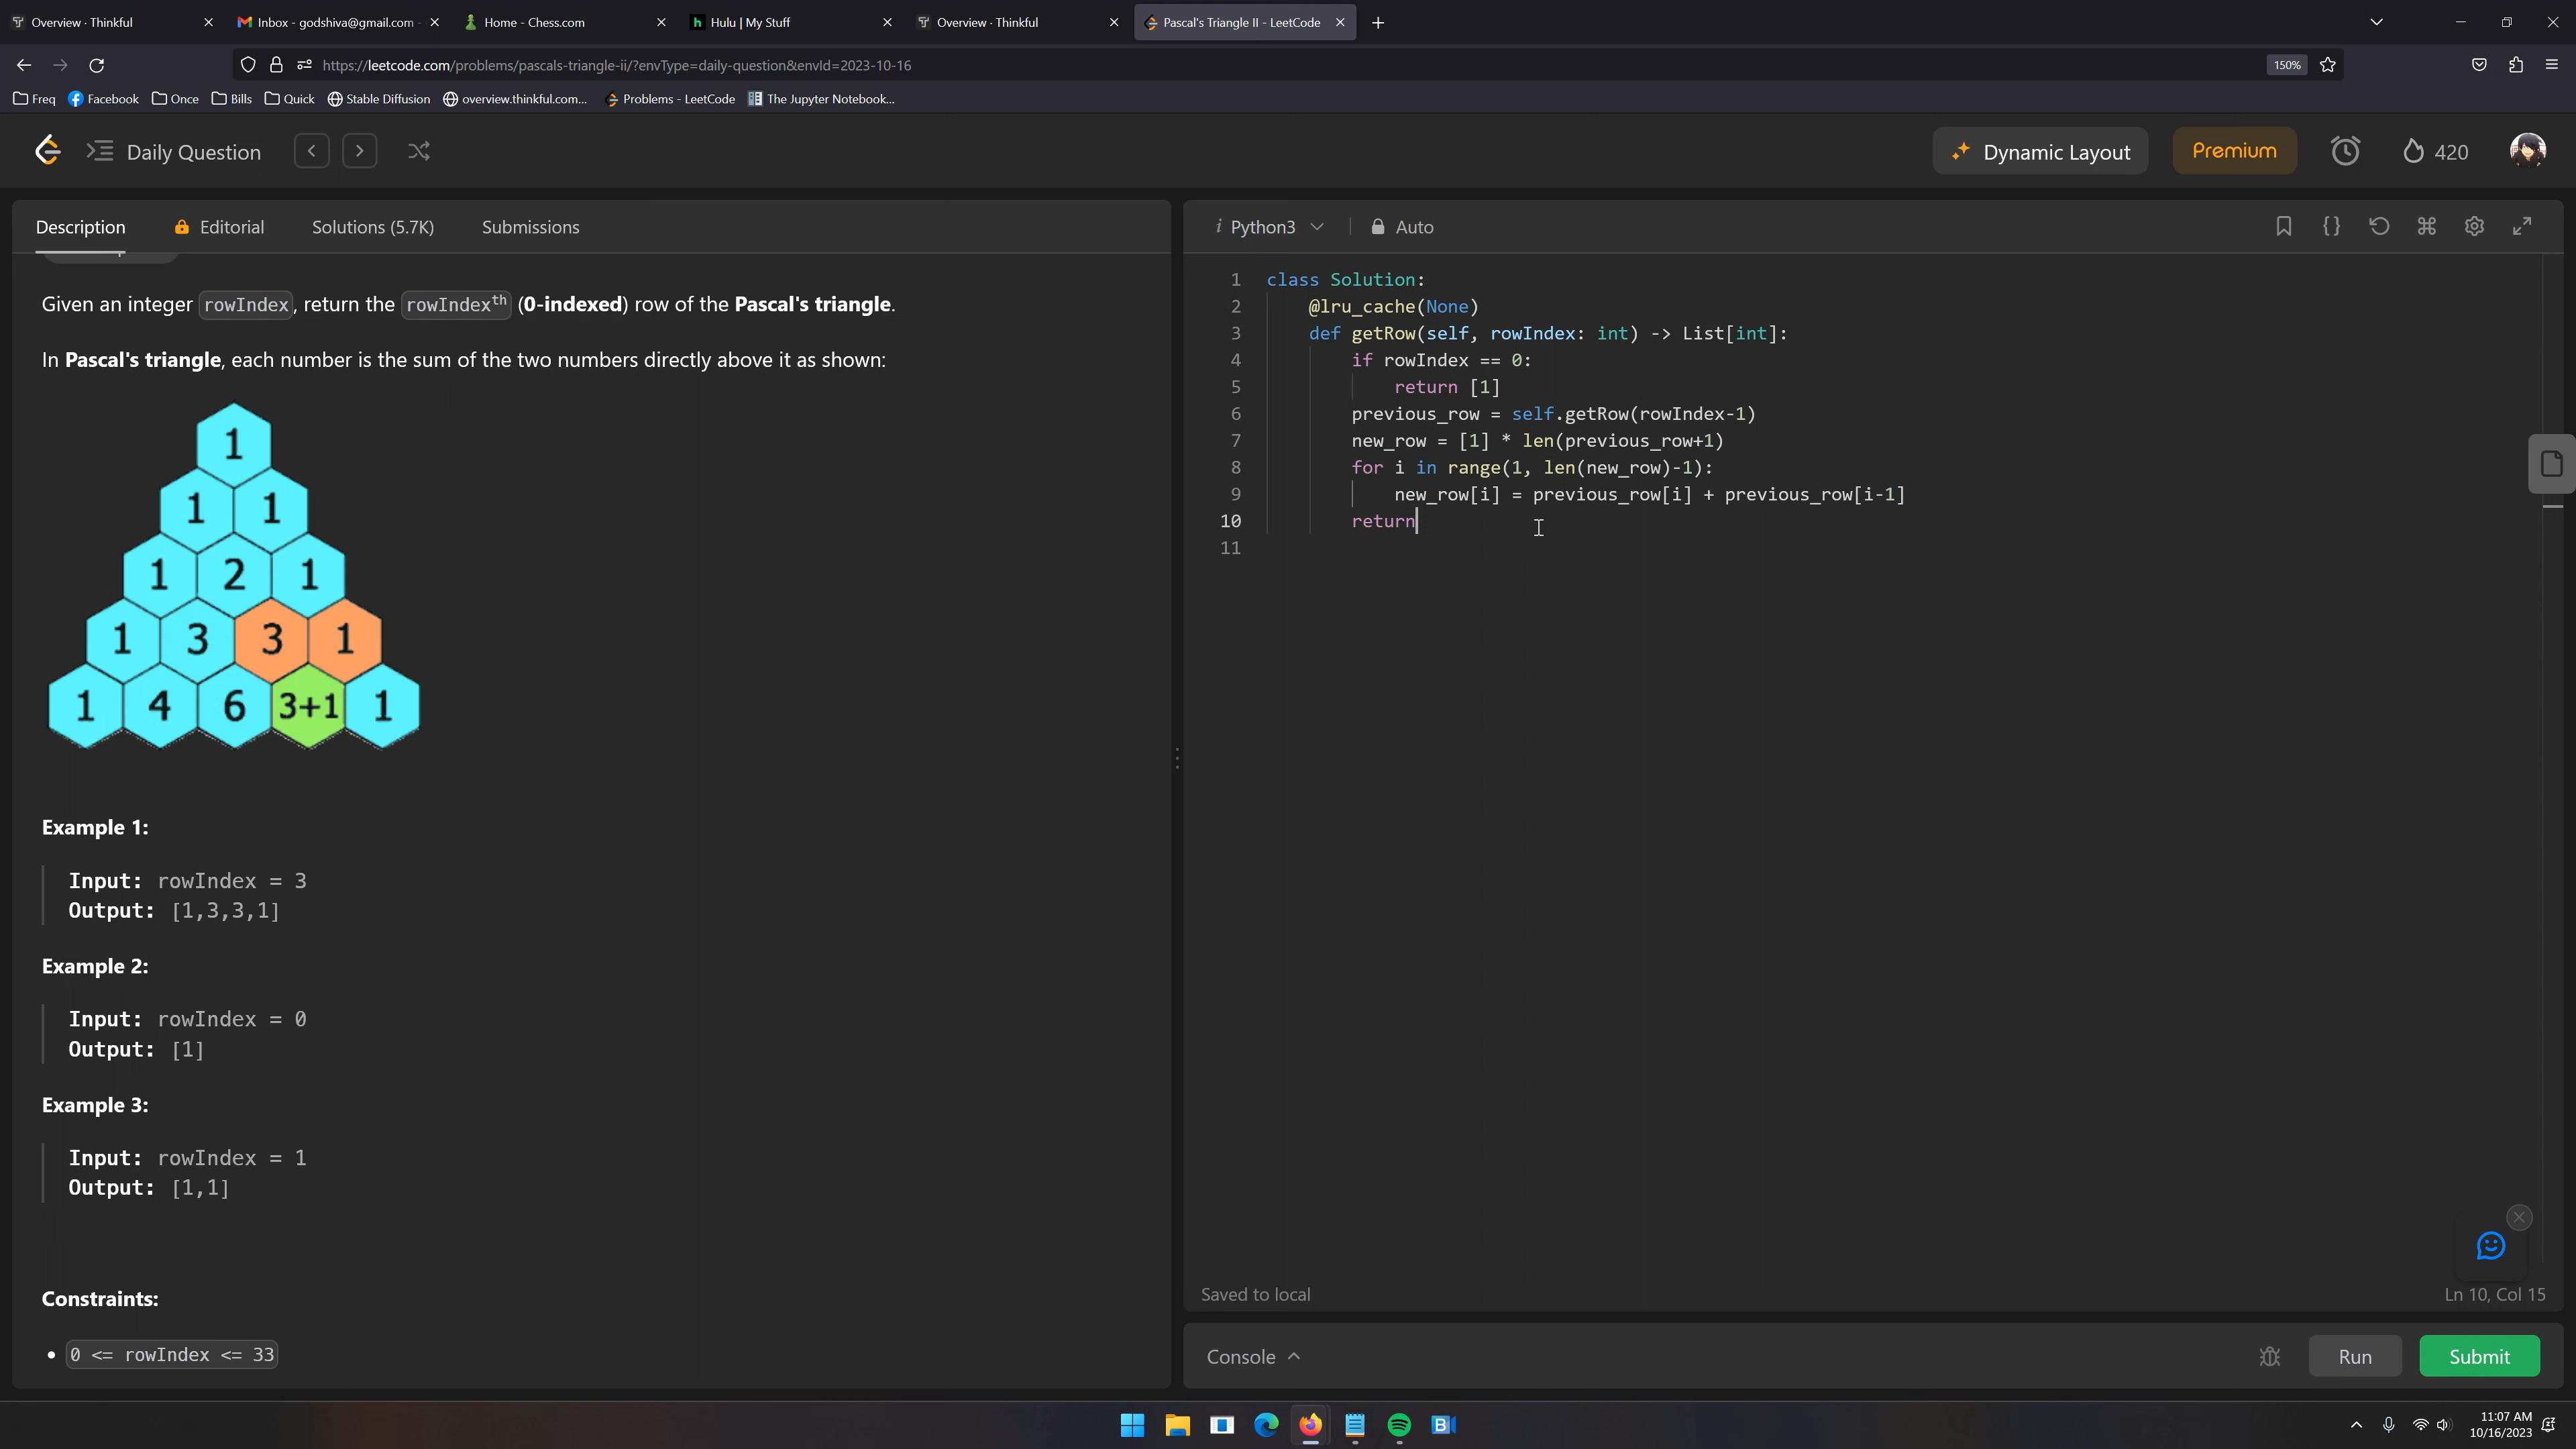 Overview · Thinkful
Inbox - godshiva@gmail.com -
Home - Chess.com
Hulu | My Stuff
Overview · Thinkful
Pascal's Triangle II - LeetCode
https://leetcode.com/problems/pascals-triangle-ii/?envType=daily-question&envId=2023-10-16
150%
Freq
Facebook
Once
Bills
Quick
Stable Diffusion
overview.thinkful.com...
Problems - LeetCode
The Jupyter Notebook...
Daily Question
Dynamic Layout
Premium
420
Description
Editorial
Solutions (5.7K)
Submissions
Given an integer rowIndex, return the rowIndexth (0-indexed) row of the Pascal's triangle.
In Pascal's triangle, each number is the sum of the two numbers directly above it as shown:
1
1 1
1 2 1
1 3 3 1
1 4 6 3+1 1
Example 1:
Input: rowIndex = 3
Output: [1,3,3,1]
Example 2:
Input: rowIndex = 0
Output: [1]
Example 3:
Input: rowIndex = 1
Output: [1,1]
Constraints:
0 <= rowIndex <= 33
i Python3
Auto
1 class Solution:
2 @lru_cache(None)
3 def getRow(self, rowIndex: int) -> List[int]:
4 if rowIndex == 0:
5 return [1]
6 previous_row = self.getRow(rowIndex-1)
7 new_row = [1] * len(previous_row+1)
8 for i in range(1, len(new_row)-1):
9 new_row[i] = previous_row[i] + previous_row[i-1]
10 return
11
Saved to local
Ln 10, Col 15
Console
Run
Submit
11:07 AM
10/16/2023